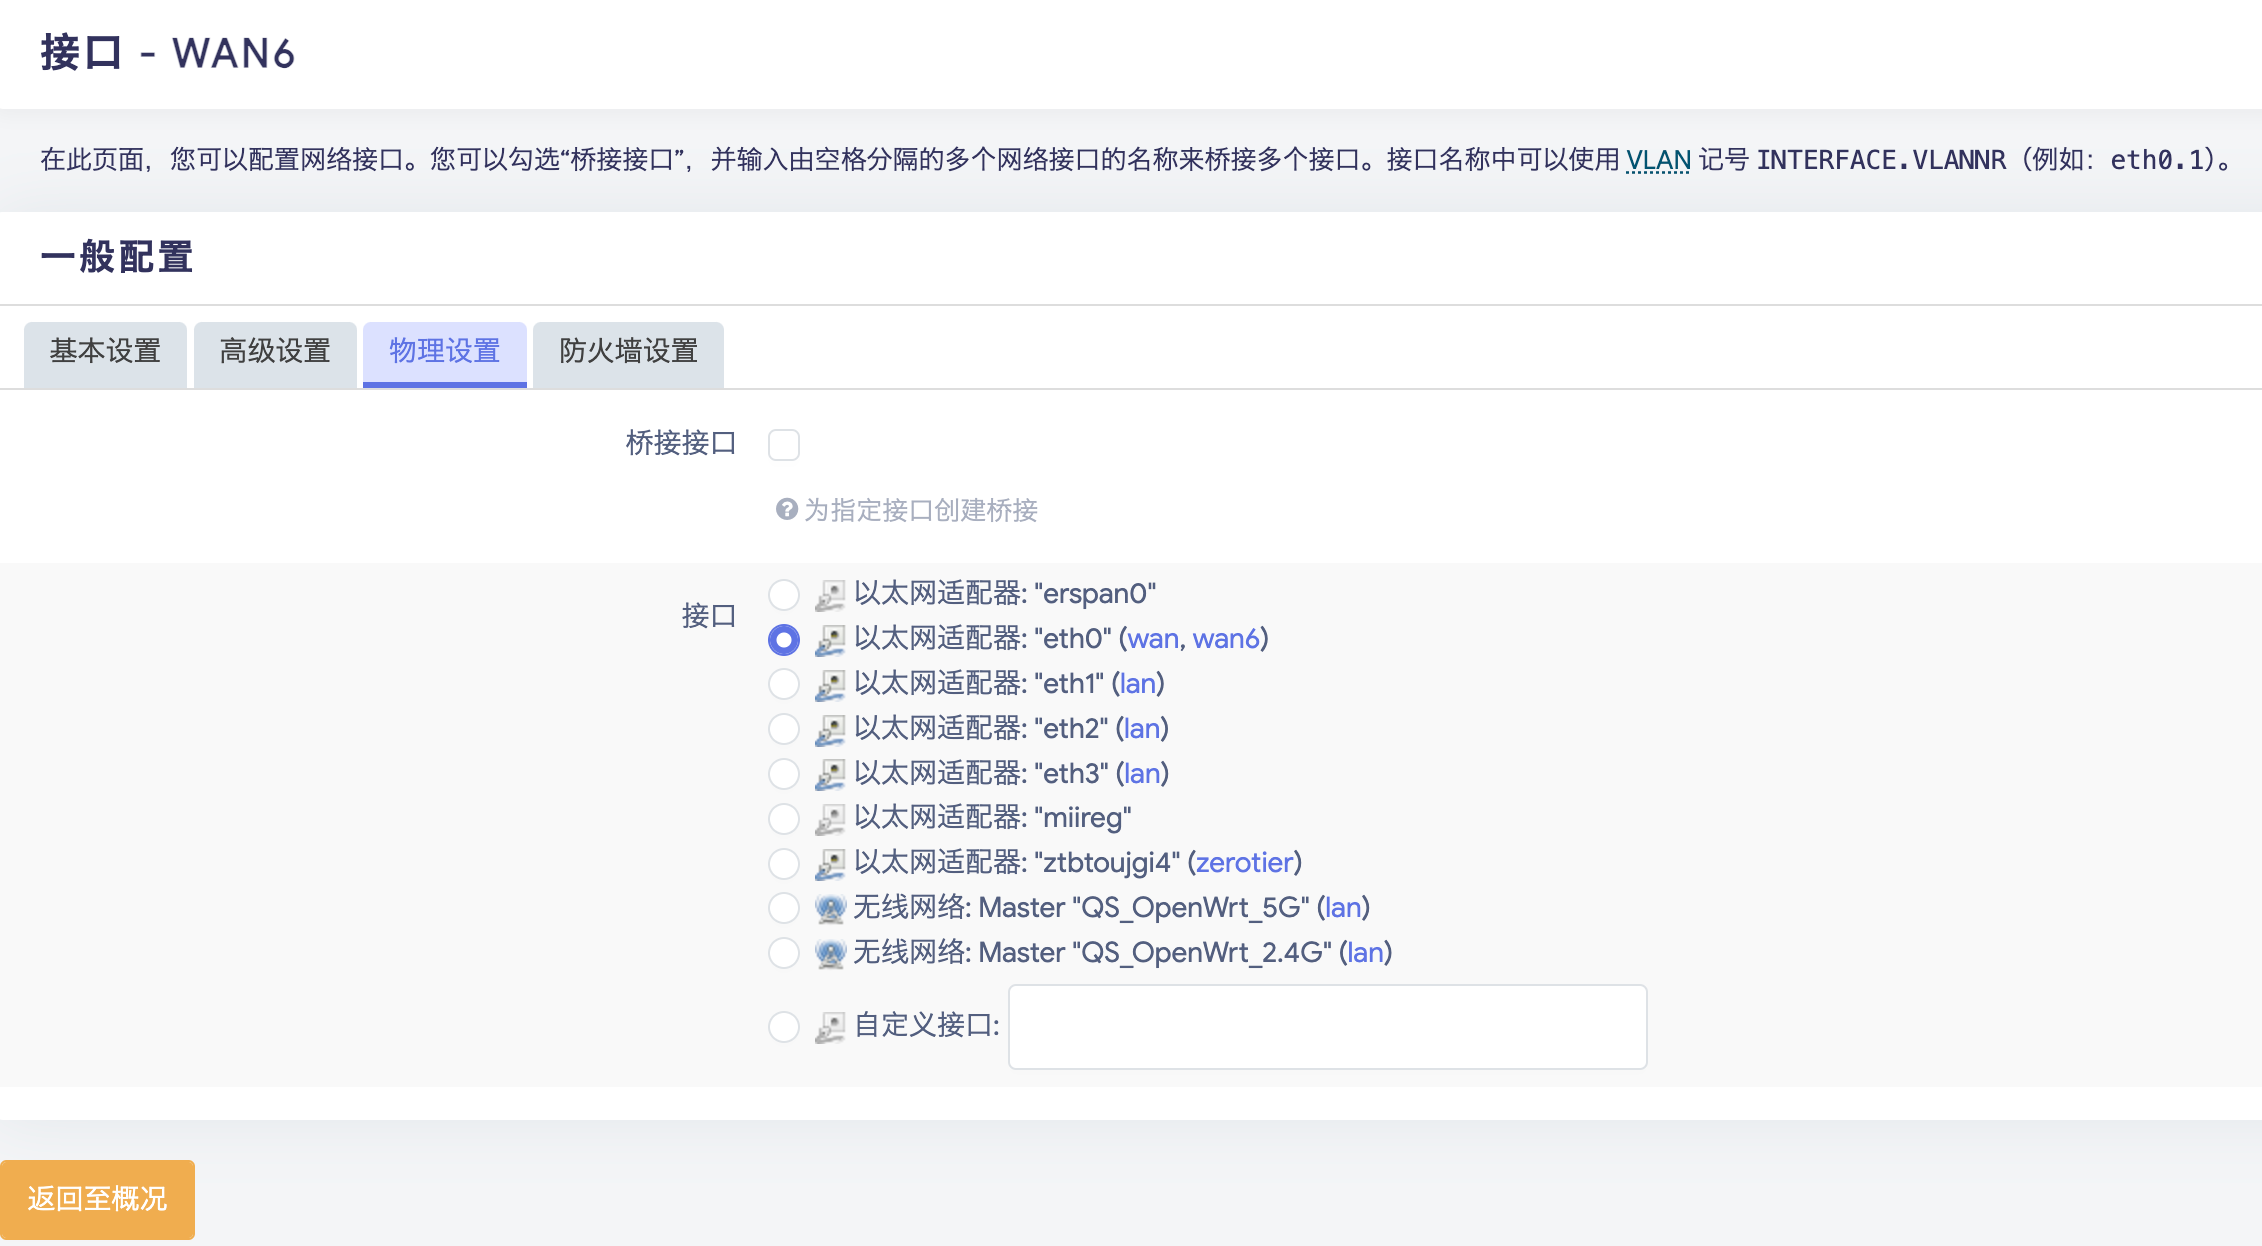 接口 - WAN6
在此页面，您可以配置网络接口。您可以勾选“桥接接口”，并输入由空格分隔的多个网络接口的名称来桥接多个接口。接口名称中可以使用 VLAN 记号 INTERFACE.VLANNR（例如：eth0.1）。
一般配置
基本设置 高级设置 物理设置 防火墙设置
桥接接口
为指定接口创建桥接
接口
以太网适配器: "erspan0"
以太网适配器: "eth0" (wan, wan6)
以太网适配器: "eth1" (lan)
以太网适配器: "eth2" (lan)
以太网适配器: "eth3" (lan)
以太网适配器: "miireg"
以太网适配器: "ztbtoujgi4" (zerotier)
无线网络: Master "QS_OpenWrt_5G" (lan)
无线网络: Master "QS_OpenWrt_2.4G" (lan)
自定义接口:
返回至概况